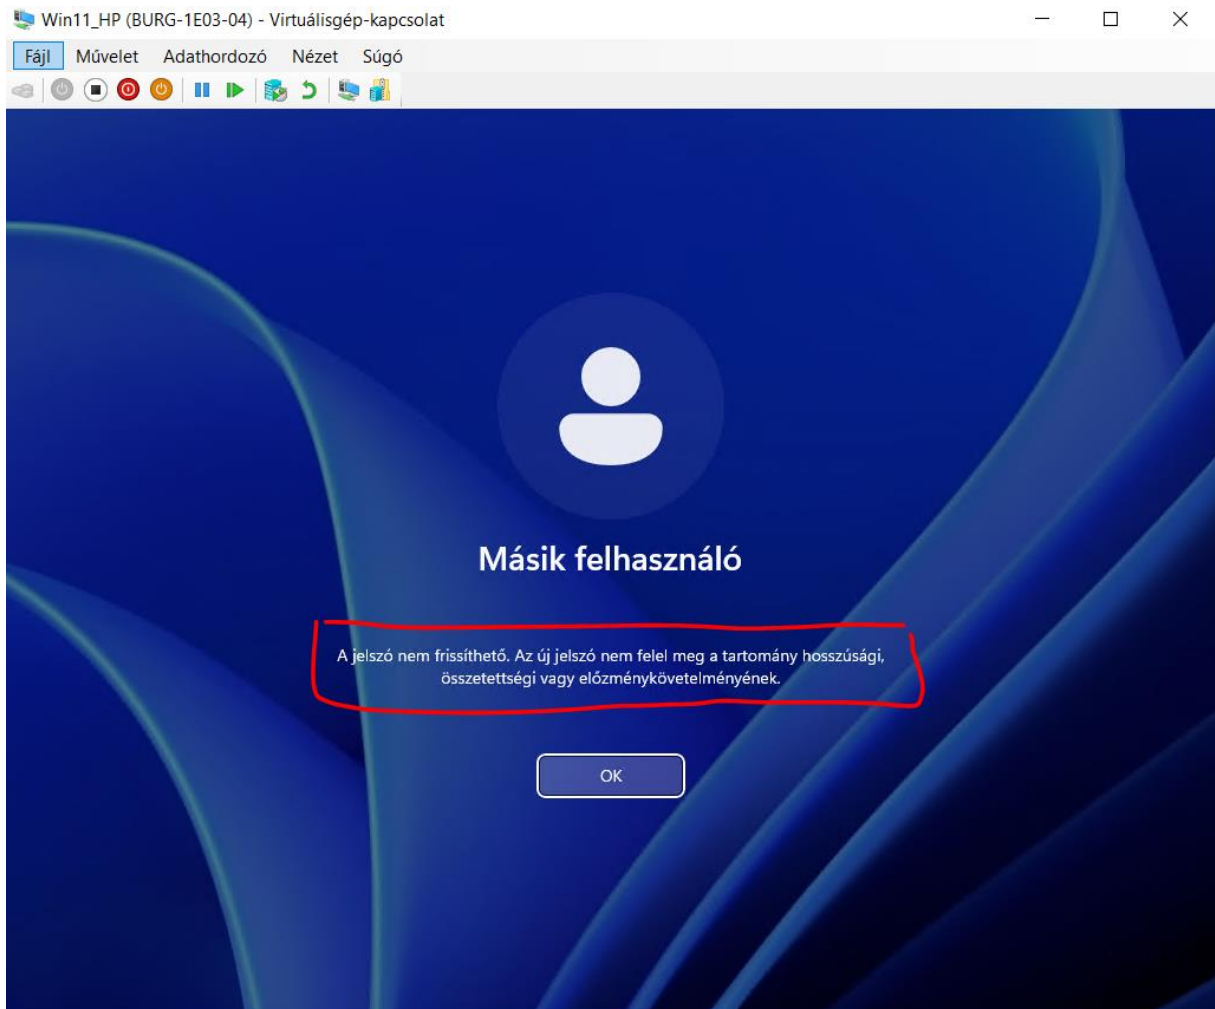 Win11_HP (BURG-1E03-04) - Virtuálisgép-kapcsolat
Fájl Művelet Adathordozó Nézet Súgó
Másik felhasználó
A jelszó nem frissíthető. Az új jelszó nem felel meg a tartomány hosszúsági,
összetettségi vagy előzménykövetelményének.
OK